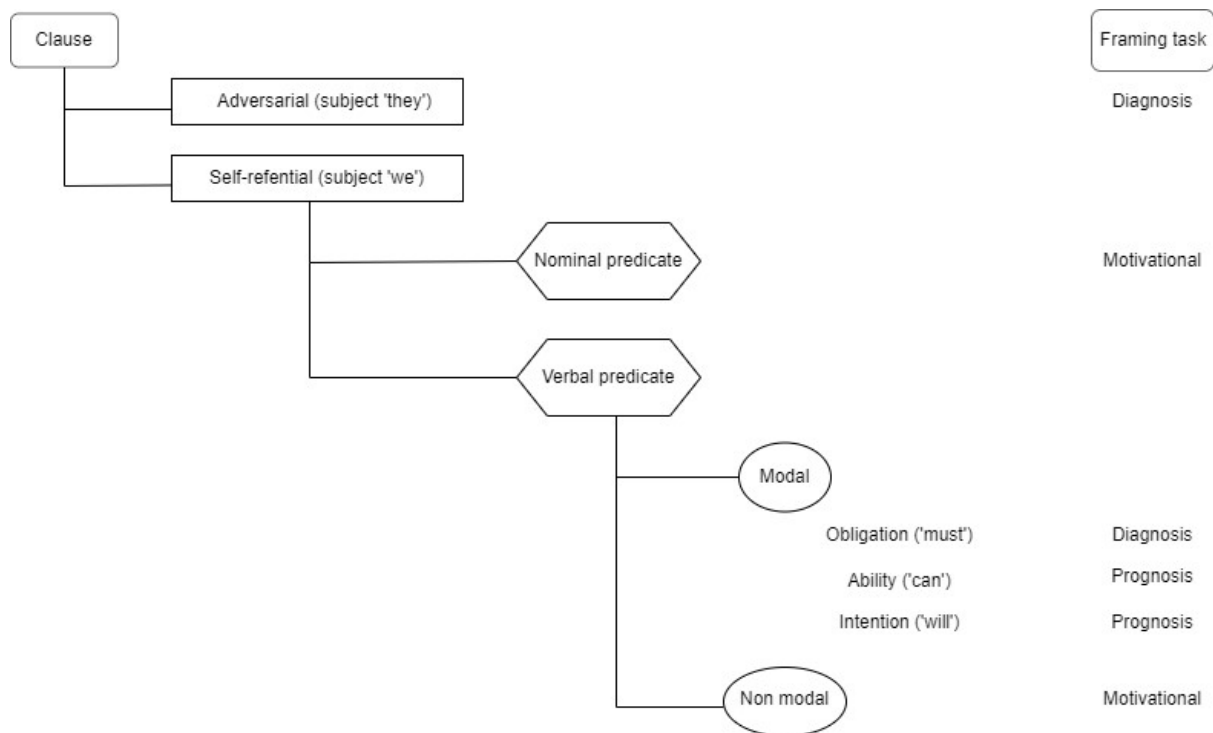 Clause
Framing task
Adversarial (subject 'they')
Diagnosis
Self-refential (subject 'we')
Nominal predicate
Motivational
Verbal predicate
Modal
Obligation ('must')
Diagnosis
Ability ('can')
Prognosis
Intention ('will')
Prognosis
Non modal
Motivational